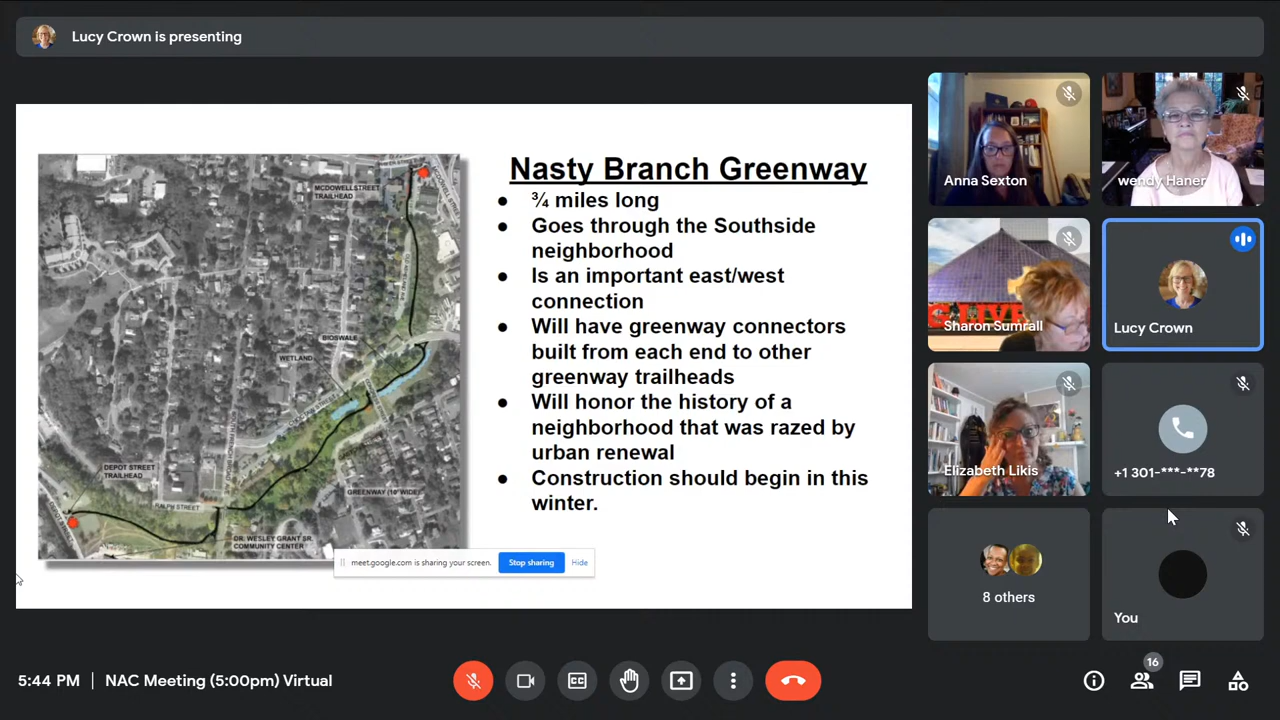 Lucy Crown is presenting
Nasty Branch Greenway
● ¾ miles long
● Goes through the Southside
neighborhood
● Is an important east/west
connection
● Will have greenway connectors
built from each end to other
greenway trailheads
● Will honor the history of a
neighborhood that was razed by
urban renewal
● Construction should begin in this
winter.
MCDOWELL STREET
TRAILHEAD
BIOSWALE
WETLAND
DEPOT STREET
TRAILHEAD
RALPH STREET
GREENWAY (10' WIDE)
DR. WESLEY GRANT SR.
COMMUNITY CENTER
meet.google.com is sharing your screen.
Stop sharing
Hide
Anna Sexton
wendy Haner
Sharon Sumrall
Lucy Crown
Elizabeth Likis
+1 301-***-**78
8 others
You
5:44 PM | NAC Meeting (5:00pm) Virtual
CC
16